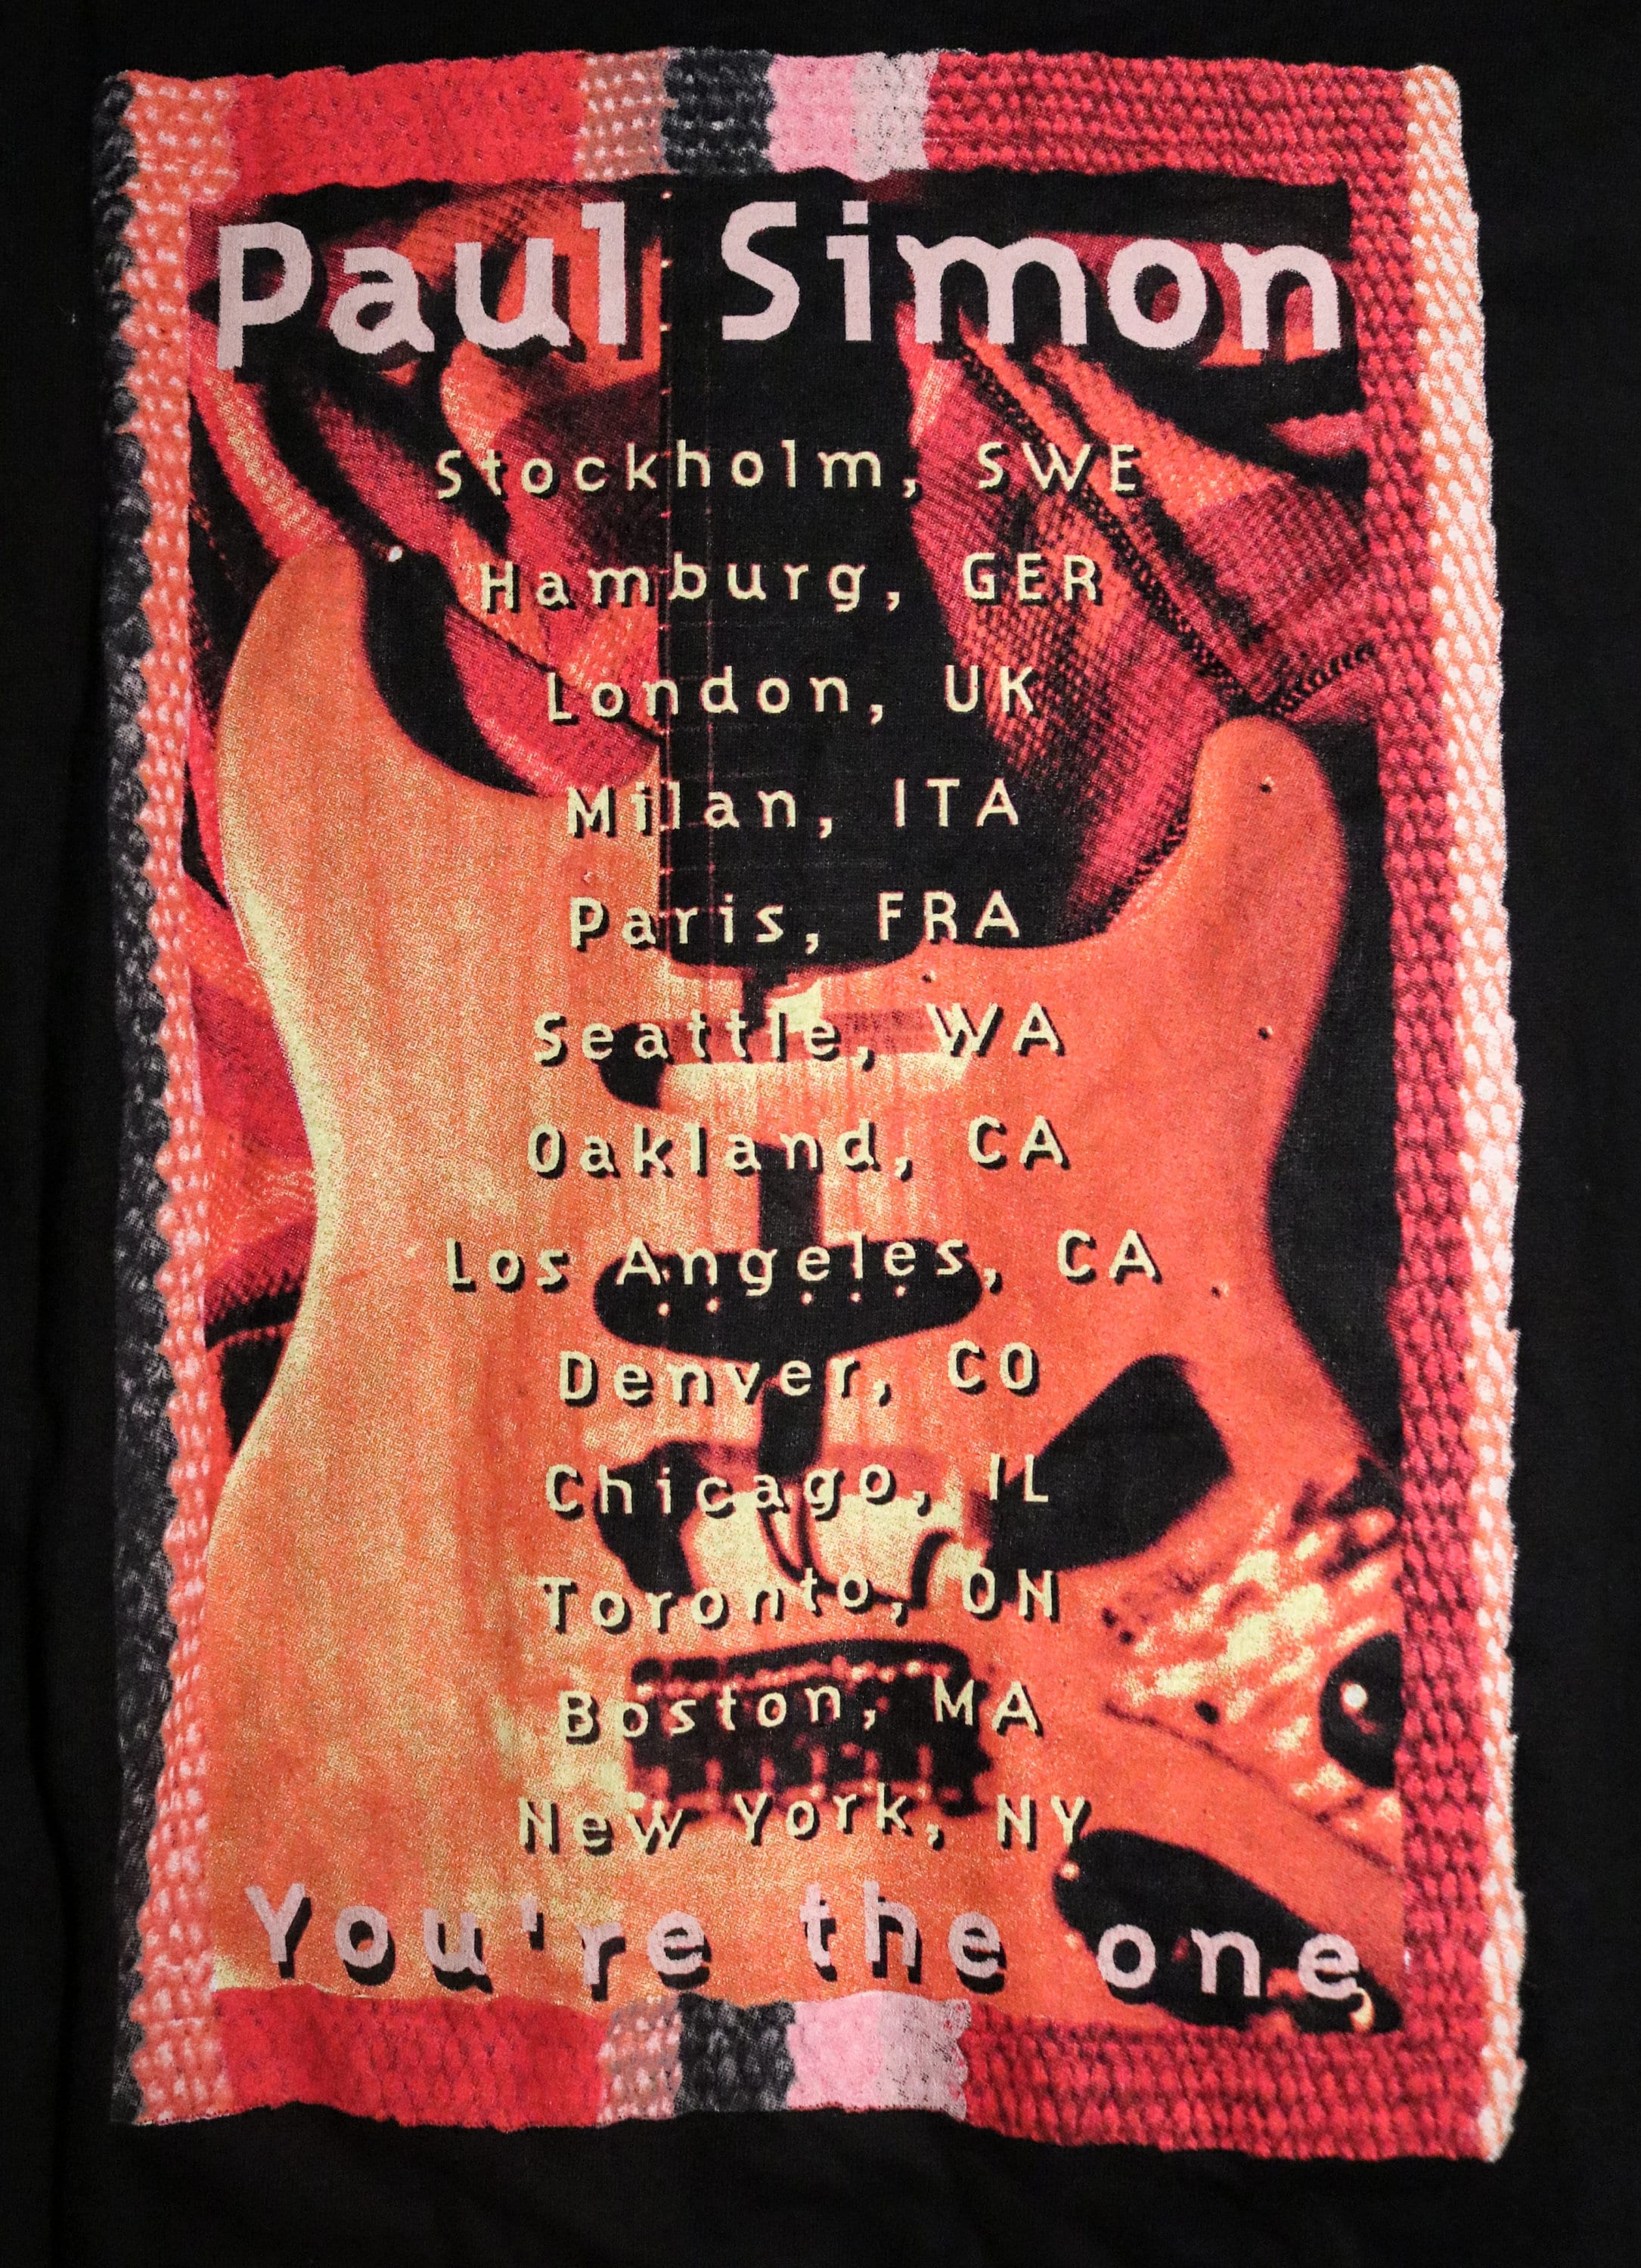 Paul Simon
Stockholm, SWE
Hamburg, GER
London, UK
Milan, ITA
Paris, FRA
Seattle, WA
Oakland, CA
Los Angeles, CA
Denver, CO
Chicago, IL
Toronto, ON
Boston, MA
New York, NY
You're the one